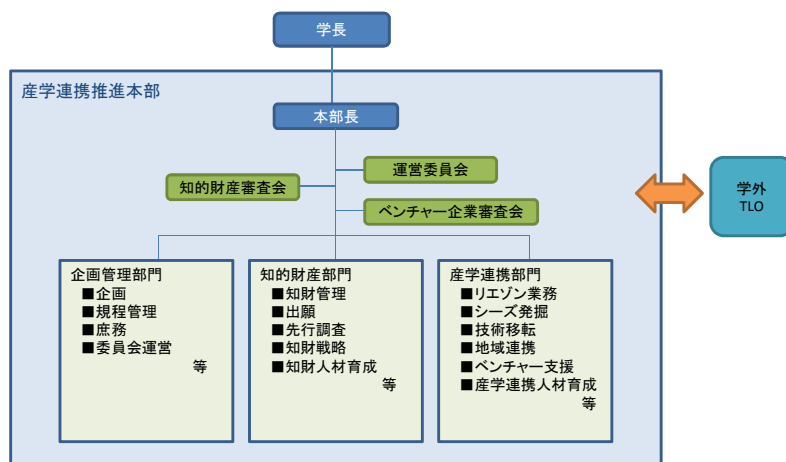 学長
産学連携推進本部
本部長
運営委員会
知的財産審査会
ベンチャー企業審査会
学外
TLO
企画管理部門
■企画
■規程管理
■庶務
■委員会運営
等
知的財産部門
■知財管理
■出願
■先行調査
■知財戦略
■知財人材育成
等
産学連携部門
■リエゾン業務
■シーズ発掘
■技術移転
■地域連携
■ベンチャー支援
■産学連携人材育成
等